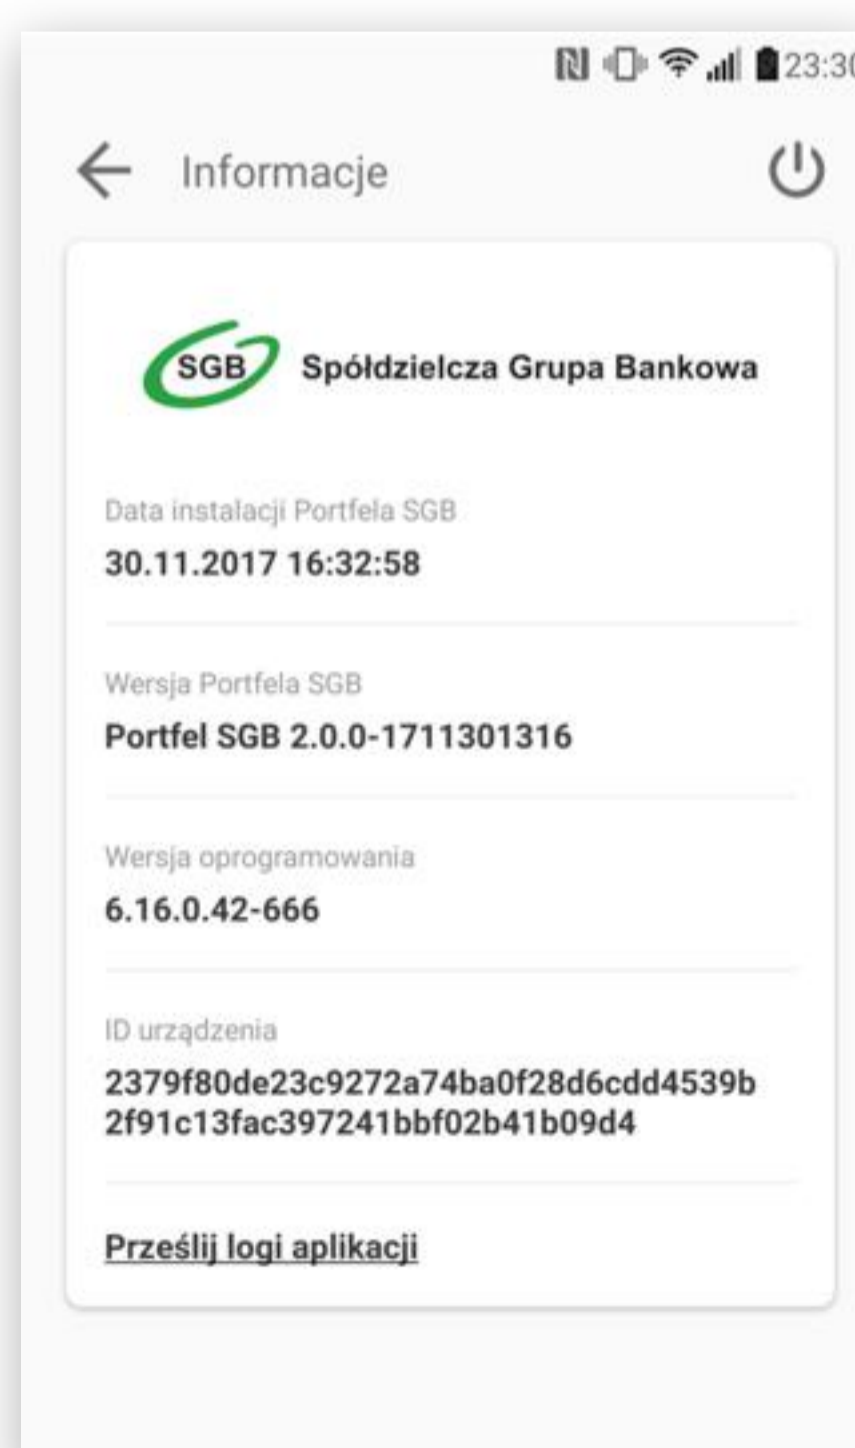 23:30
Informacje
SGB Spółdzielcza Grupa Bankowa
Data instalacji Portfela SGB
30.11.2017 16:32:58
Wersja Portfela SGB
Portfel SGB 2.0.0-1711301316
Wersja oprogramowania
6.16.0.42-666
ID urządzenia
2379f80de23c9272a74ba0f28d6cdd4539b
2f91c13fac397241bbf02b41b09d4
Prześlij logi aplikacji